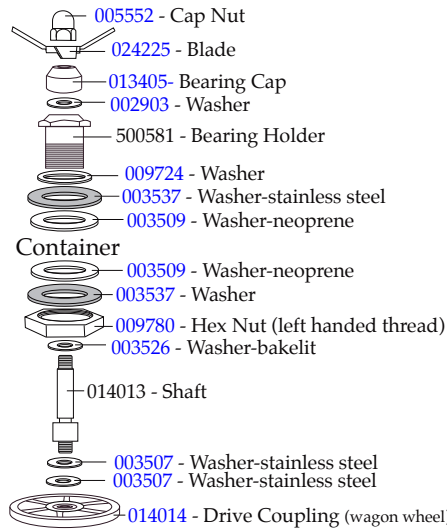 005552 - Cap Nut
024225 - Blade
013405- Bearing Cap
002903 - Washer
500581 - Bearing Holder
009724 - Washer
003537 - Washer-stainless steel
003509 - Washer-neoprene
Container
003509 - Washer-neoprene
003537 - Washer
009780 - Hex Nut (left handed thread)
003526 - Washer-bakelit
014013 - Shaft
003507 - Washer-stainless steel
003507 - Washer-stainless steel
014014 - Drive Coupling (wagon wheel)